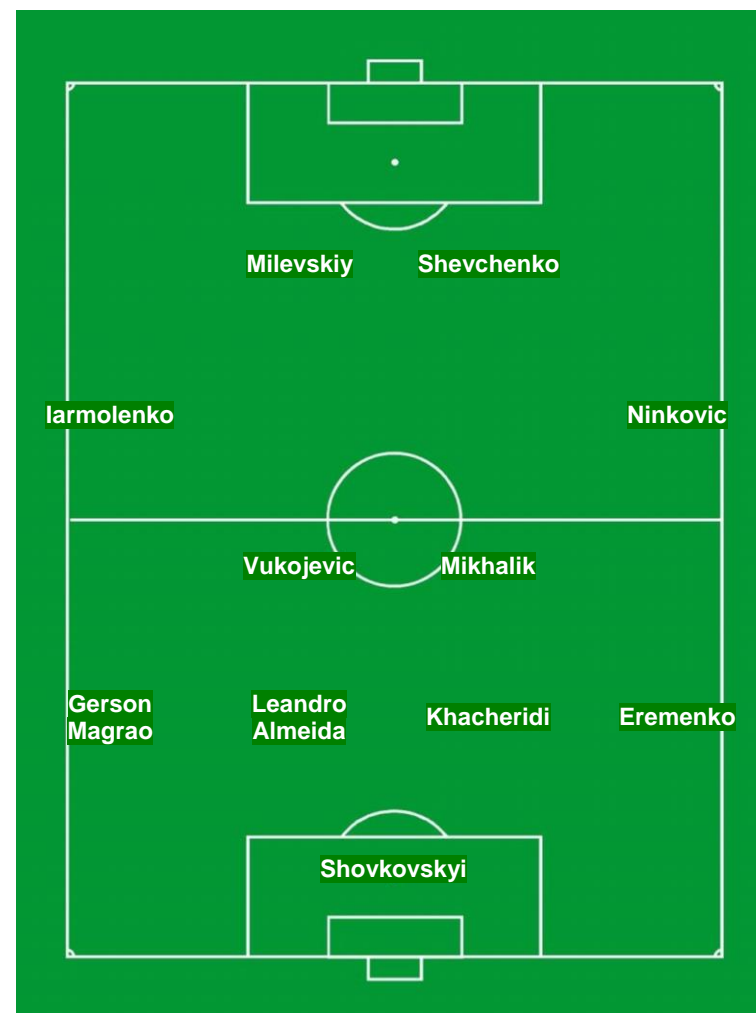 Milevskiy Shevchenko
Iarmolenko Ninkovic
Vukojevic Mikhalik
Gerson
Magrao
Leandro
Almeida
Khacheridi
Eremenko
Shovkovskyi